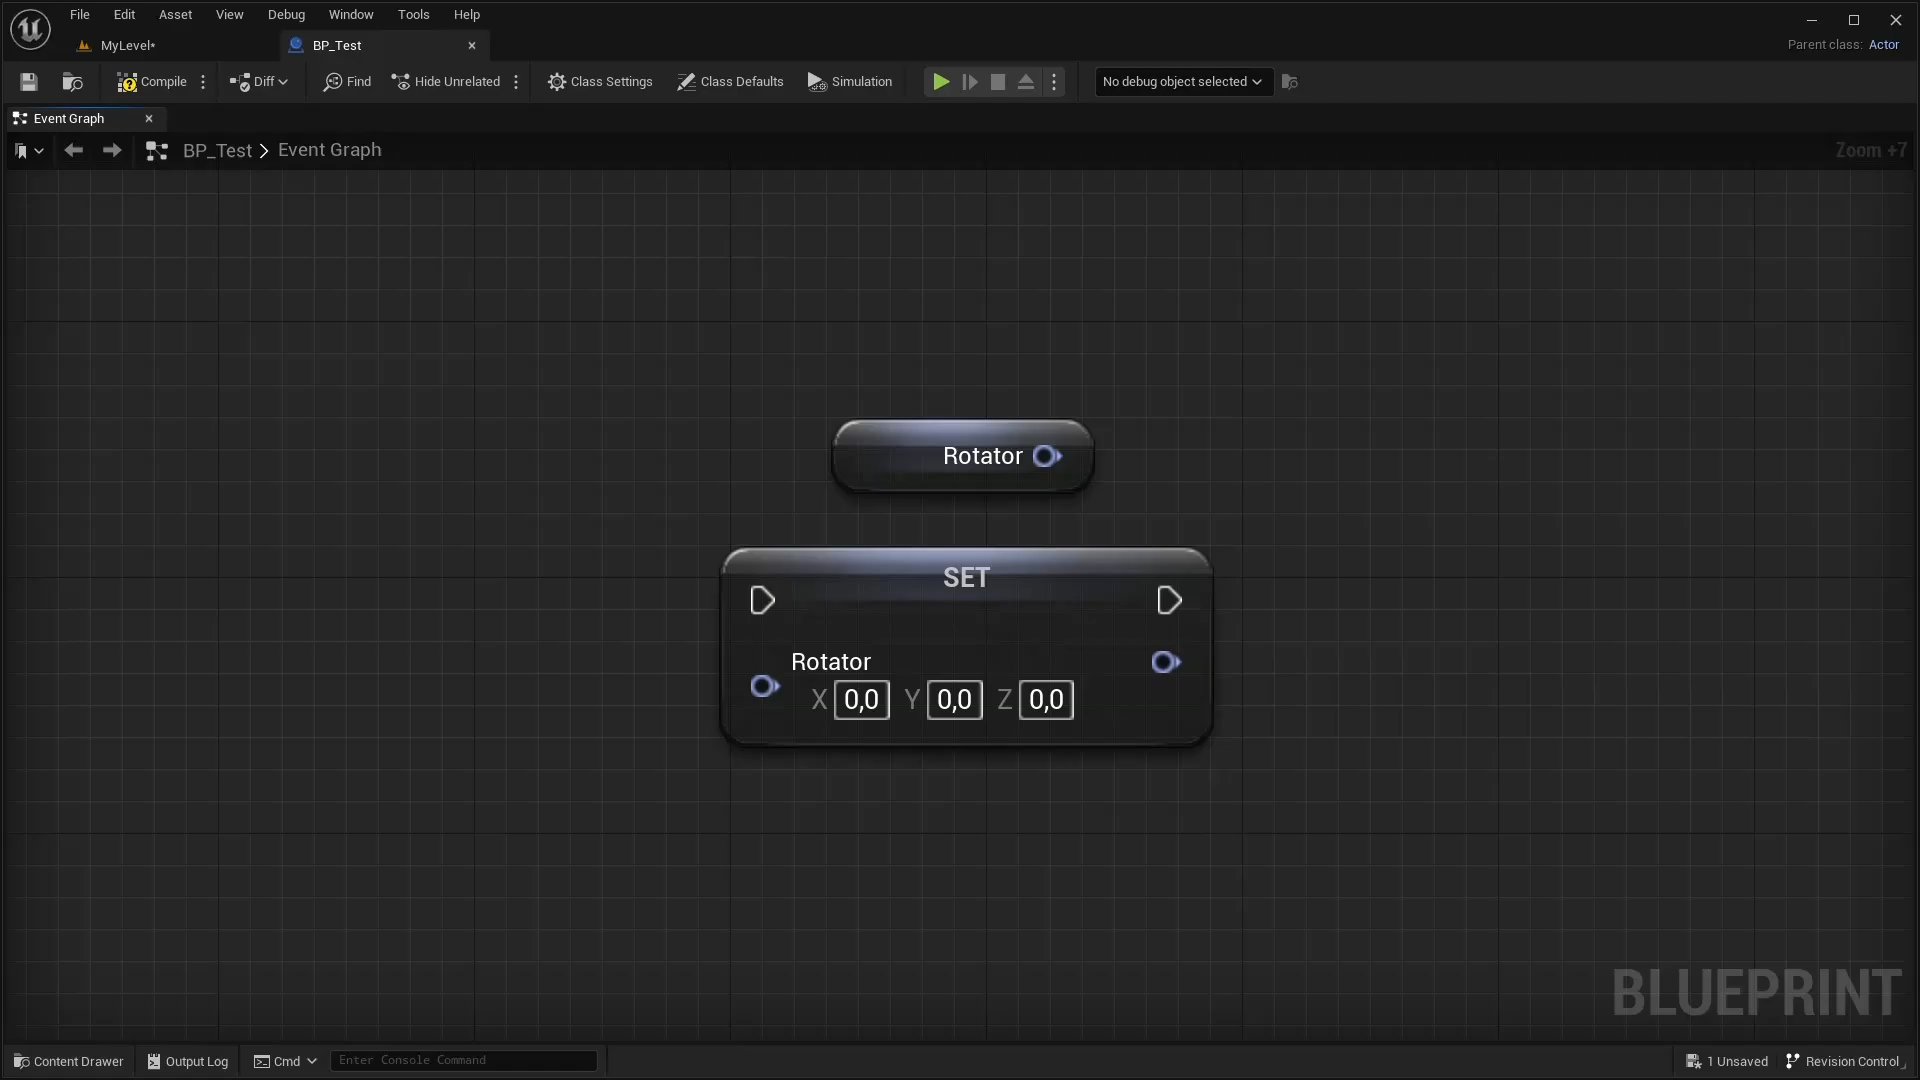 File Edit Asset View Debug Window Tools Help
MyLevel* BP_Test
Parent class: Actor
Compile Diff Find Hide Unrelated Class Settings Class Defaults Simulation No debug object selected
Event Graph
BP_Test Event Graph Zoom +7
Rotator
SET
Rotator
X 0,0 Y 0,0 Z 0,0
BLUEPRINT
Content Drawer Output Log Cmd Enter Console Command 1 Unsaved Revision Control